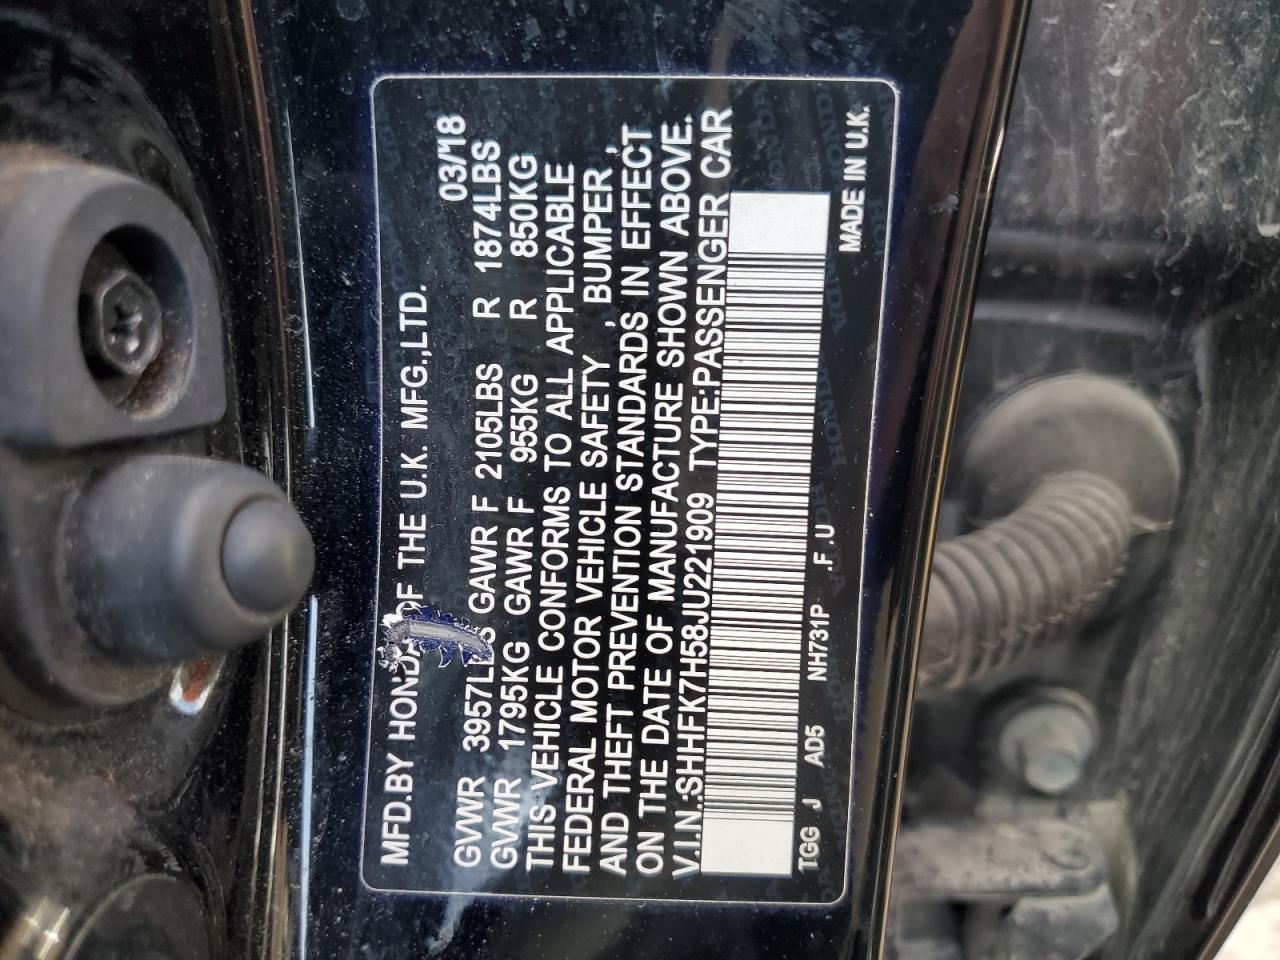 MFD.BY HONDA OF THE U.K. MFG.,LTD. 03/'18
GVWR 3957LBS GAWR F 2105LBS R 1874LBS
GVWR 1795KG GAWR F 955KG R 850KG
THIS VEHICLE CONFORMS TO ALL APPLICABLE
FEDERAL MOTOR VEHICLE SAFETY , BUMPER ,
AND THEFT PREVENTION STANDARDS IN EFFECT
ON THE DATE OF MANUFACTURE SHOWN ABOVE.
V.I.N.:SHHFK7H58JU221909 TYPE:PASSENGER CAR
TGG J AD5 NH731P .F.U MADE IN U.K.